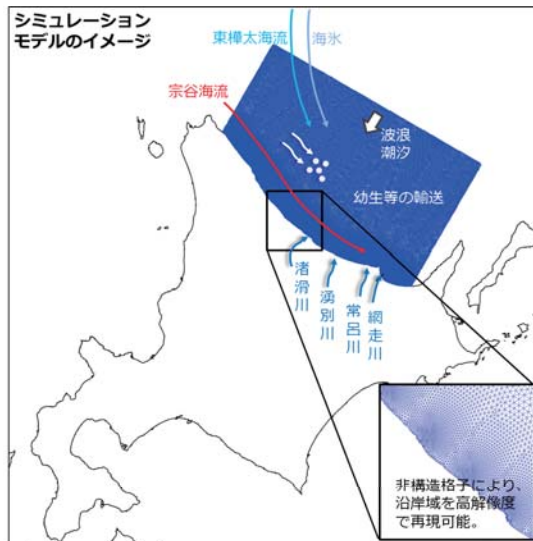 シミュレーション
モデルのイメージ
東樺太海流
海氷
宗谷海流
波浪
潮汐
幼生等の輸送
渚滑川
湧別川
常呂川
網走川
非構造格子により、
沿岸域を高解像度
で再現可能。